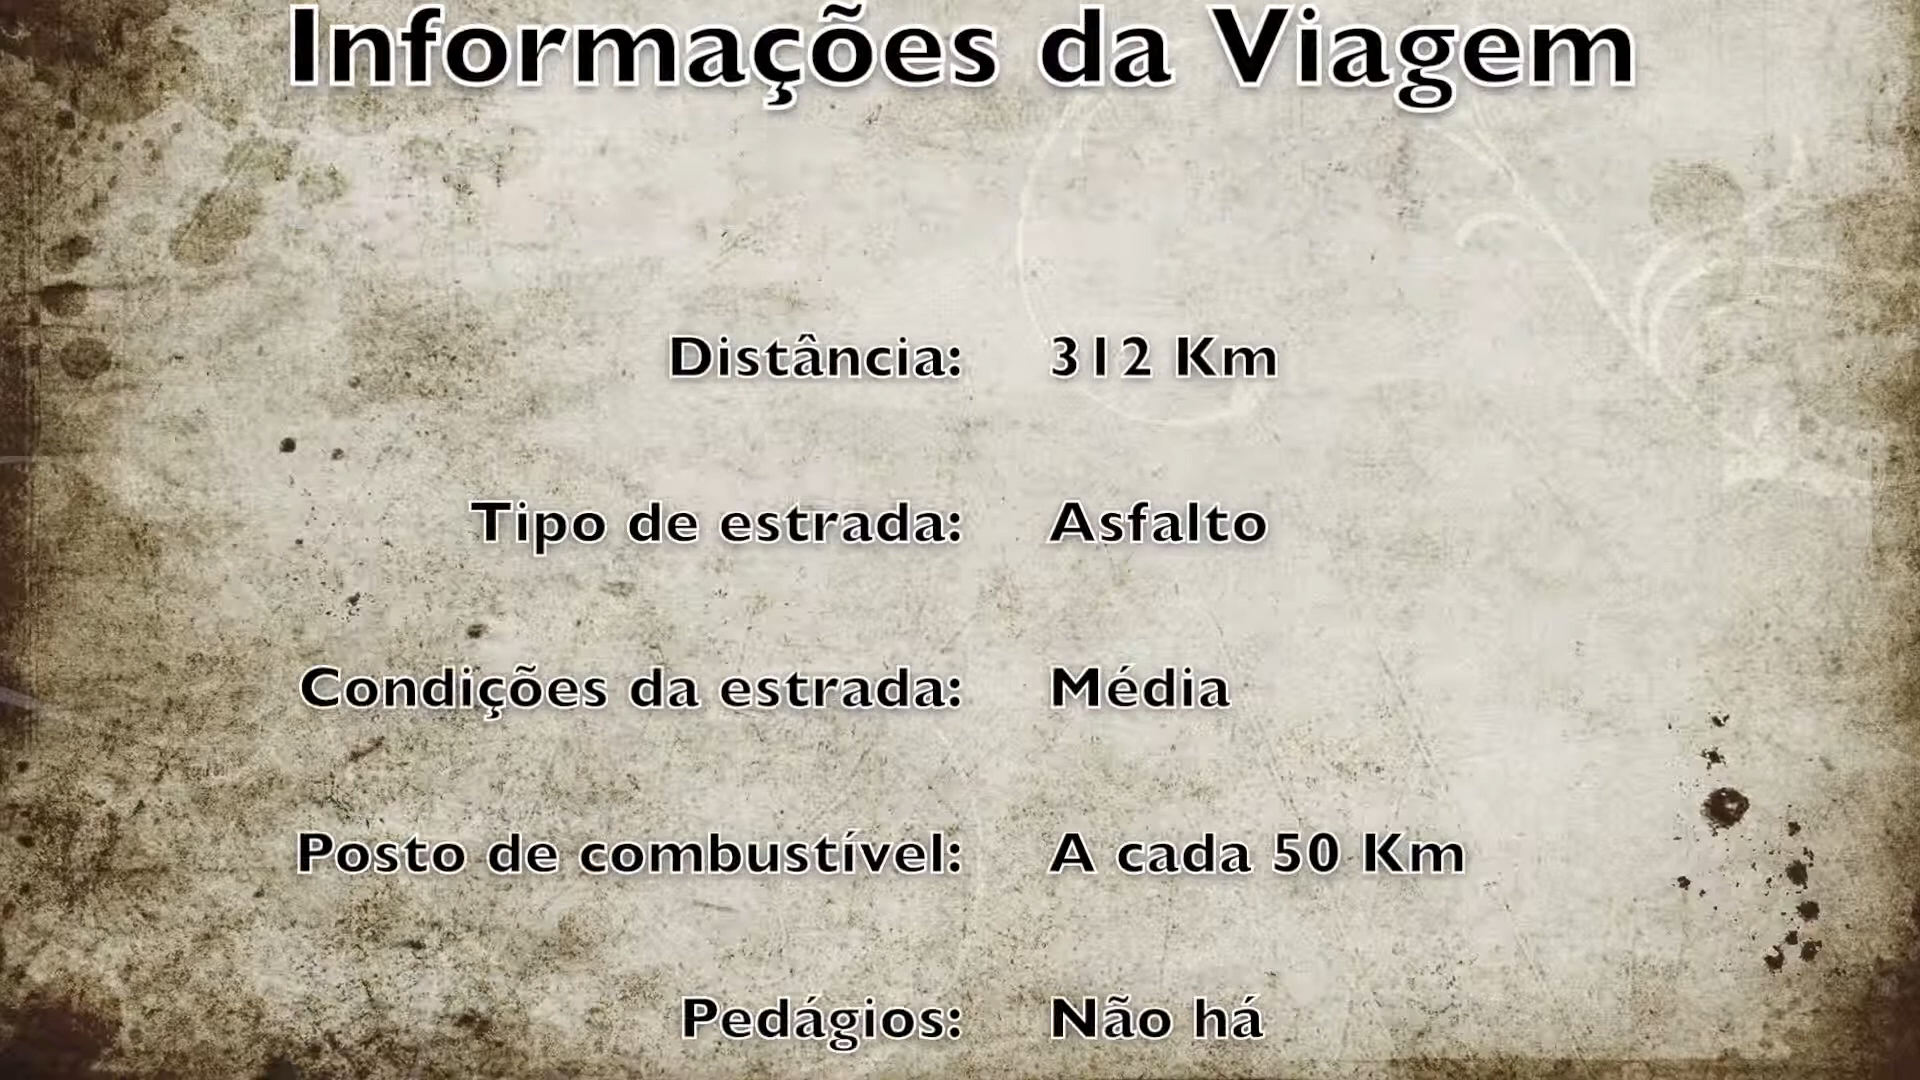 Informações da Viagem
Distância: 312 Km
Tipo de estrada: Asfalto
Condições da estrada: Média
Posto de combustível: A cada 50 Km
Pedágios: Não há